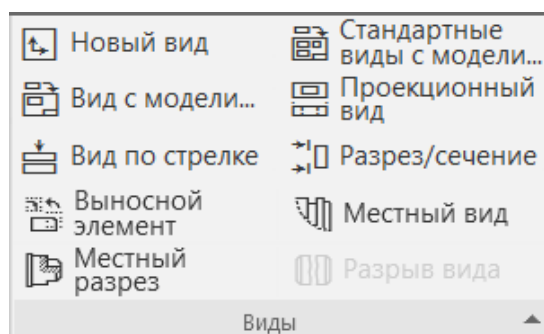 Новый вид
Стандартные
виды с модели...
Вид с модели...
Проекционный
вид
Вид по стрелке
Разрез/сечение
Выносной
элемент
Местный вид
Местный
разрез
Разрыв вида
Виды